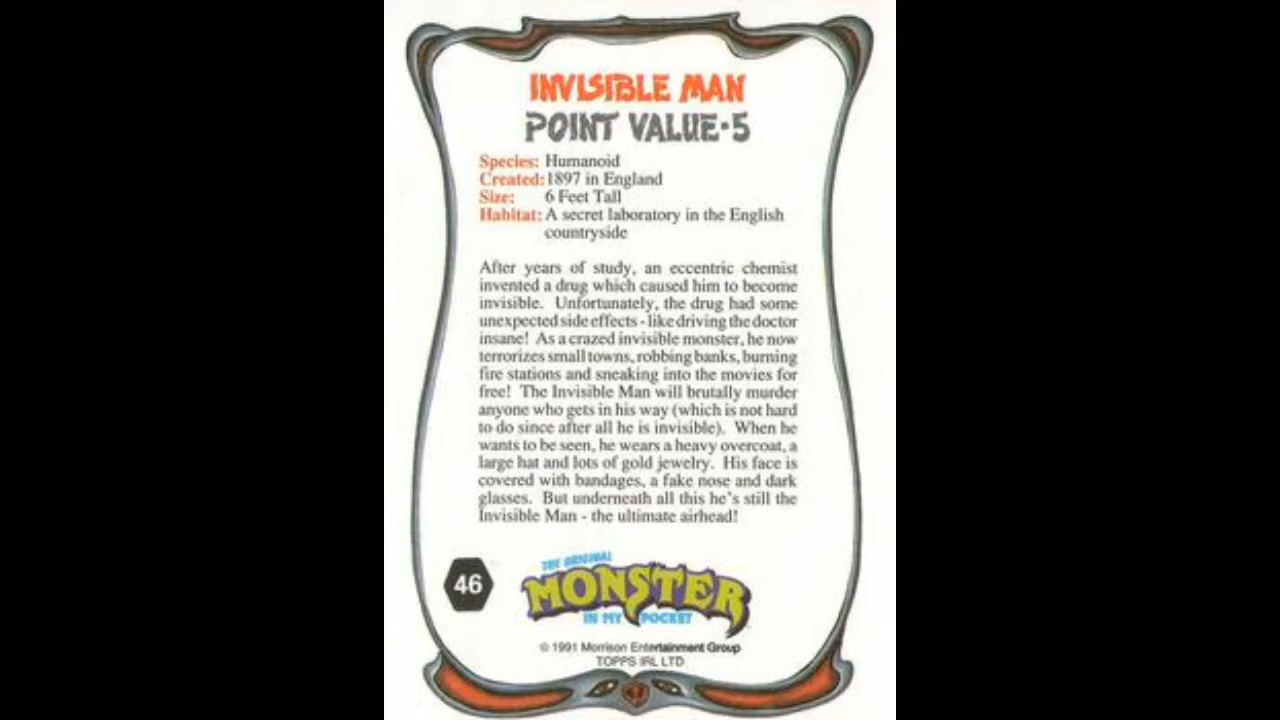 INVISIBLE MAN
POINT VALUE·5
Species: Humanoid
Created: 1897 in England
Size: 6 Feet Tall
Habitat: A secret laboratory in the English
countryside
After years of study, an eccentric chemist
invented a drug which caused him to become
invisible. Unfortunately, the drug had some
unexpected side effects - like driving the doctor
insane! As a crazed invisible monster, he now
terrorizes small towns, robbing banks, burning
fire stations and sneaking into the movies for
free! The Invisible Man will brutally murder
anyone who gets in his way (which is not hard
to do since after all he is invisible). When he
wants to be seen, he wears a heavy overcoat, a
large hat and lots of gold jewelry. His face is
covered with bandages, a fake nose and dark
glasses. But underneath all this he's still the
Invisible Man - the ultimate airhead!
46
THE ORIGINAL
MONSTER
IN MY POCKET
© 1991 Morrison Entertainment Group
TOPPS IRL LTD